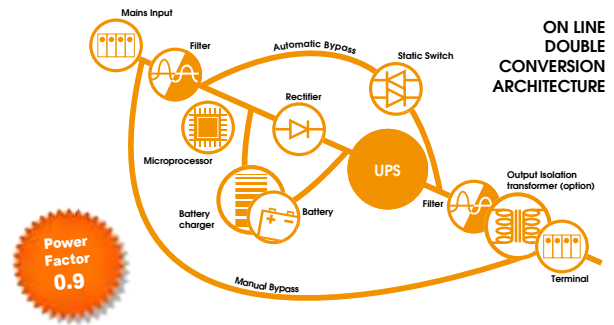 Mains Input
Filter
Automatic Bypass
Static Switch
ON LINE
DOUBLE
CONVERSION
ARCHITECTURE
Rectifier
Microprocessor
UPS
Output Isolation
transformer (option)
Battery
charger
Battery
Filter
Power
Factor
0.9
Manual Bypass
Terminal